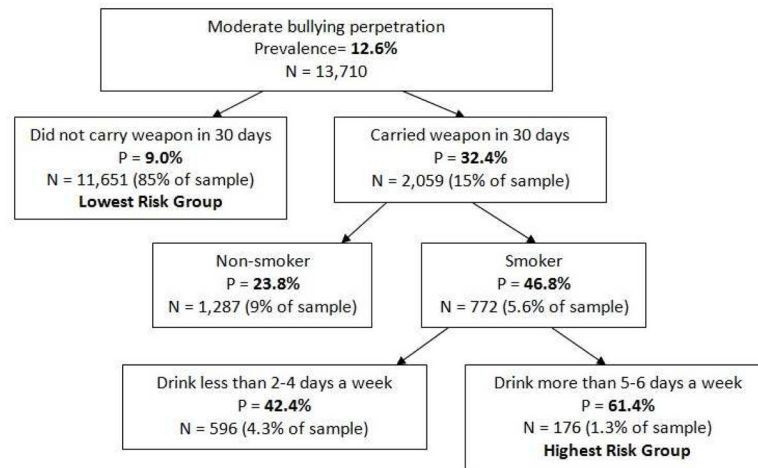 Moderate bullying perpetration
Prevalence= 12.6%
N = 13,710
Did not carry weapon in 30 days
P = 9.0%
N = 11,651 (85% of sample)
Lowest Risk Group
Carried weapon in 30 days
P = 32.4%
N = 2,059 (15% of sample)
Non-smoker
P = 23.8%
N = 1,287 (9% of sample)
Smoker
P = 46.8%
N = 772 (5.6% of sample)
Drink less than 2-4 days a week
P = 42.4%
N = 596 (4.3% of sample)
Drink more than 5-6 days a week
P = 61.4%
N = 176 (1.3% of sample)
Highest Risk Group